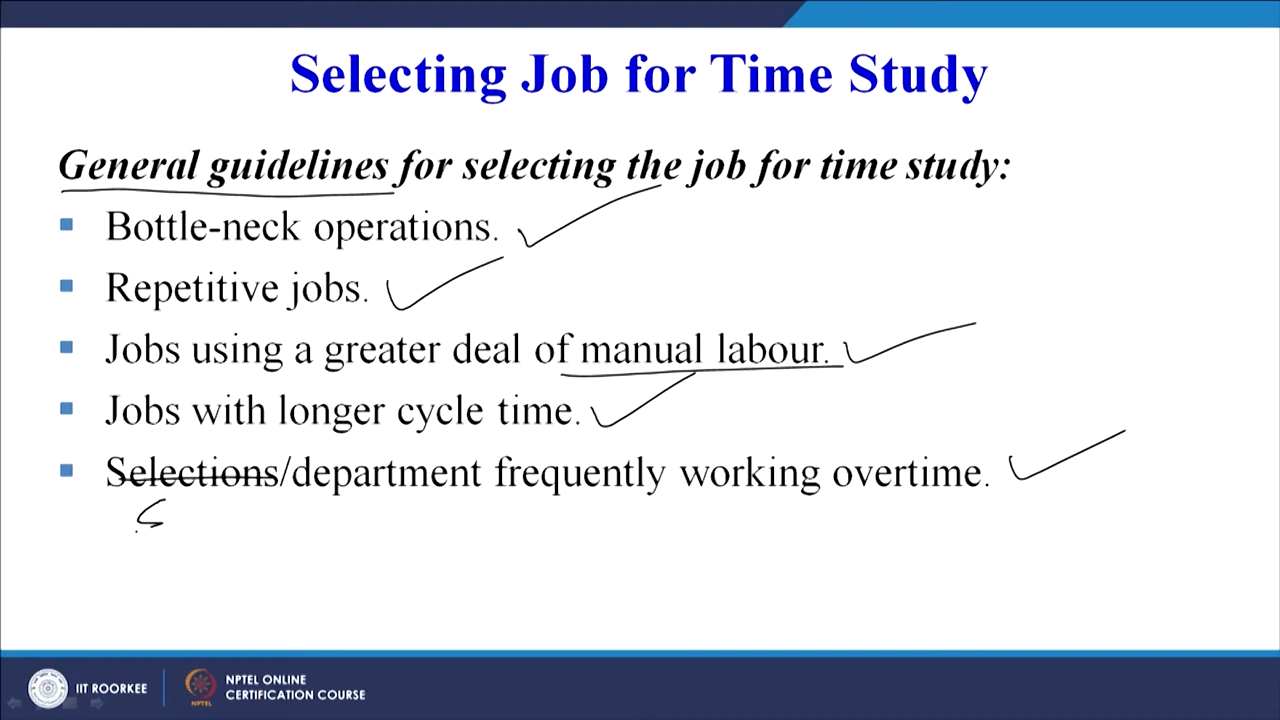 Selecting Job for Time Study
General guidelines for selecting the job for time study:
Bottle-neck operations.
Repetitive jobs.
Jobs using a greater deal of manual labour.
Jobs with longer cycle time.
Selections/department frequently working overtime.
S
IIT ROORKEE
NPTEL
NPTEL ONLINE
CERTIFICATION COURSE